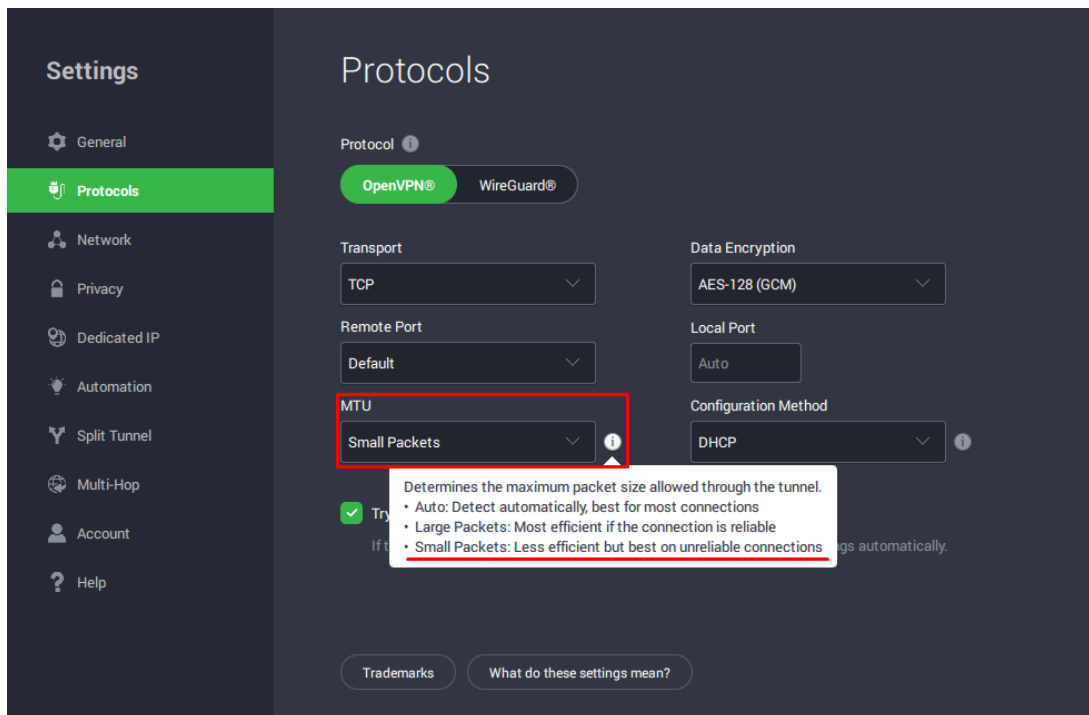 Settings
General
Protocols
Network
Privacy
Dedicated IP
Automation
Split Tunnel
Multi-Hop
Account
Help
Protocols
Protocol
OpenVPN® WireGuard®
Transport
TCP
Data Encryption
AES-128 (GCM)
Remote Port
Default
Local Port
Auto
MTU
Small Packets
Configuration Method
DHCP
Determines the maximum packet size allowed through the tunnel.
• Auto: Detect automatically, best for most connections
• Large Packets: Most efficient if the connection is reliable
• Small Packets: Less efficient but best on unreliable connections
Try
If t
gs automatically.
Trademarks
What do these settings mean?